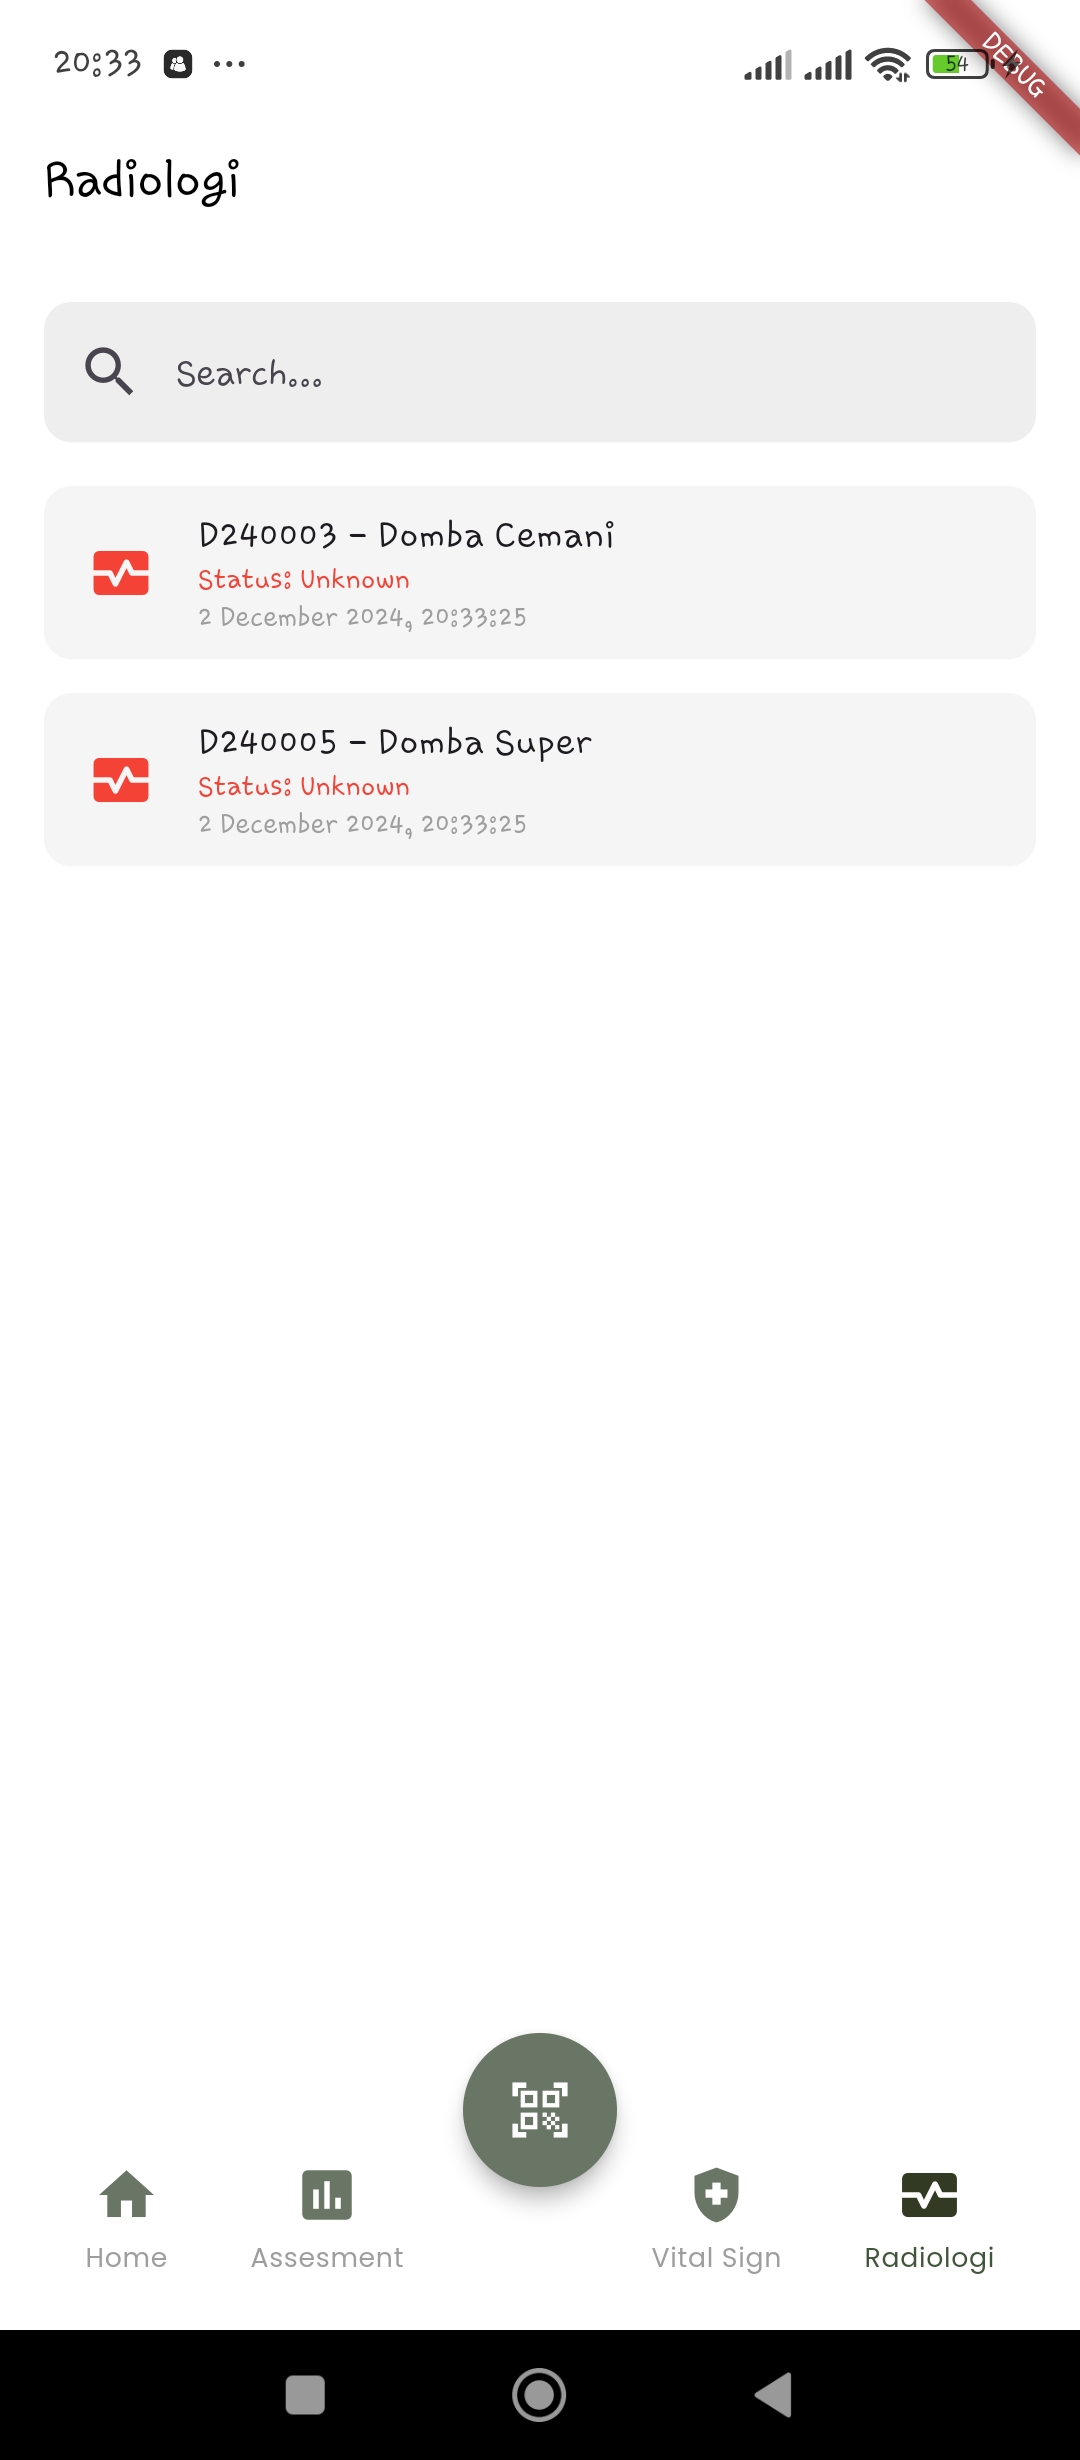 20:33
54
DEBUG
Radiologi
Search...
D240003 - Domba Cemani
Status: Unknown
2 December 2024, 20:33:25
D240005 - Domba Super
Status: Unknown
2 December 2024, 20:33:25
Home
Assesment
Vital Sign
Radiologi